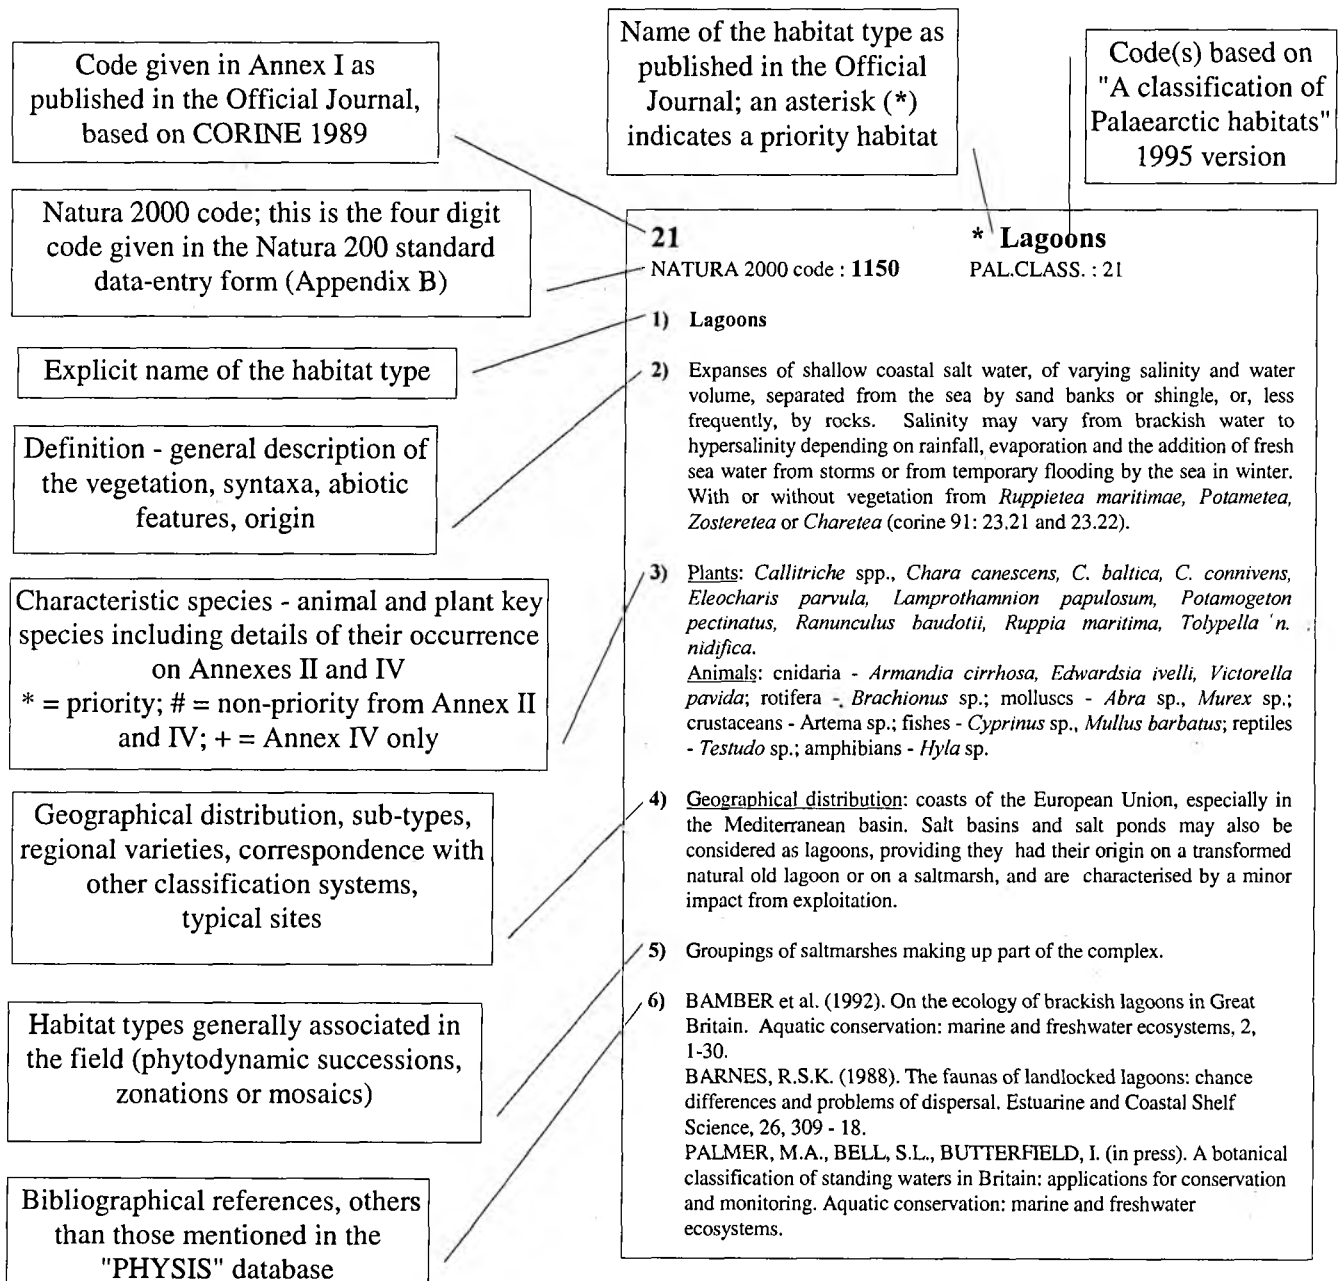 Name of the habitat type as
published in the Official
Journal; an asterisk (*)
indicates a priority habitat
Code(s) based on
"A classification of
Palaearctic habitats"
1995 version
Code given in Annex I as
published in the Official Journal,
based on CORINE 1989
Natura 2000 code; this is the four digit
code given in the Natura 200 standard
data-entry form (Appendix B)
Explicit name of the habitat type
Definition - general description of
the vegetation, syntaxa, abiotic
features, origin
Characteristic species - animal and plant key
species including details of their occurrence
on Annexes II and IV
* = priority; # = non-priority from Annex II
and IV; + = Annex IV only
Geographical distribution, sub-types,
regional varieties, correspondence with
other classification systems,
typical sites
Habitat types generally associated in
the field (phytodynamic successions,
zonations or mosaics)
Bibliographical references, others
than those mentioned in the
"PHYSIS" database
21 * Lagoons
NATURA 2000 code : 1150 PAL.CLASS. : 21
1) Lagoons
2) Expanses of shallow coastal salt water, of varying salinity and water
volume, separated from the sea by sand banks or shingle, or, less
frequently, by rocks. Salinity may vary from brackish water to
hypersalinity depending on rainfall, evaporation and the addition of fresh
sea water from storms or from temporary flooding by the sea in winter.
With or without vegetation from Ruppietea maritimae, Potametea,
Zosteretea or Charetea (corine 91: 23.21 and 23.22).
3) Plants: Callitriche spp., Chara canescens, C. baltica, C. connivens,
Eleocharis parvula, Lamprothamnion papulosum, Potamogeton
pectinatus, Ranunculus baudotii, Ruppia maritima, Tolypella n.
nidifica.
Animals: cnidaria - Armandia cirrhosa, Edwardsia ivelli, Victorella
pavida; rotifera - Brachionus sp.; molluscs - Abra sp., Murex sp.;
crustaceans - Artema sp.; fishes - Cyprinus sp., Mullus barbatus; reptiles
- Testudo sp.; amphibians - Hyla sp.
4) Geographical distribution: coasts of the European Union, especially in
the Mediterranean basin. Salt basins and salt ponds may also be
considered as lagoons, providing they had their origin on a transformed
natural old lagoon or on a saltmarsh, and are characterised by a minor
impact from exploitation.
5) Groupings of saltmarshes making up part of the complex.
6) BAMBER et al. (1992). On the ecology of brackish lagoons in Great
Britain. Aquatic conservation: marine and freshwater ecosystems, 2,
1-30.
BARNES, R.S.K. (1988). The faunas of landlocked lagoons: chance
differences and problems of dispersal. Estuarine and Coastal Shelf
Science, 26, 309 - 18.
PALMER, M.A., BELL, S.L., BUTTERFIELD, I. (in press). A botanical
classification of standing waters in Britain: applications for conservation
and monitoring. Aquatic conservation: marine and freshwater
ecosystems.